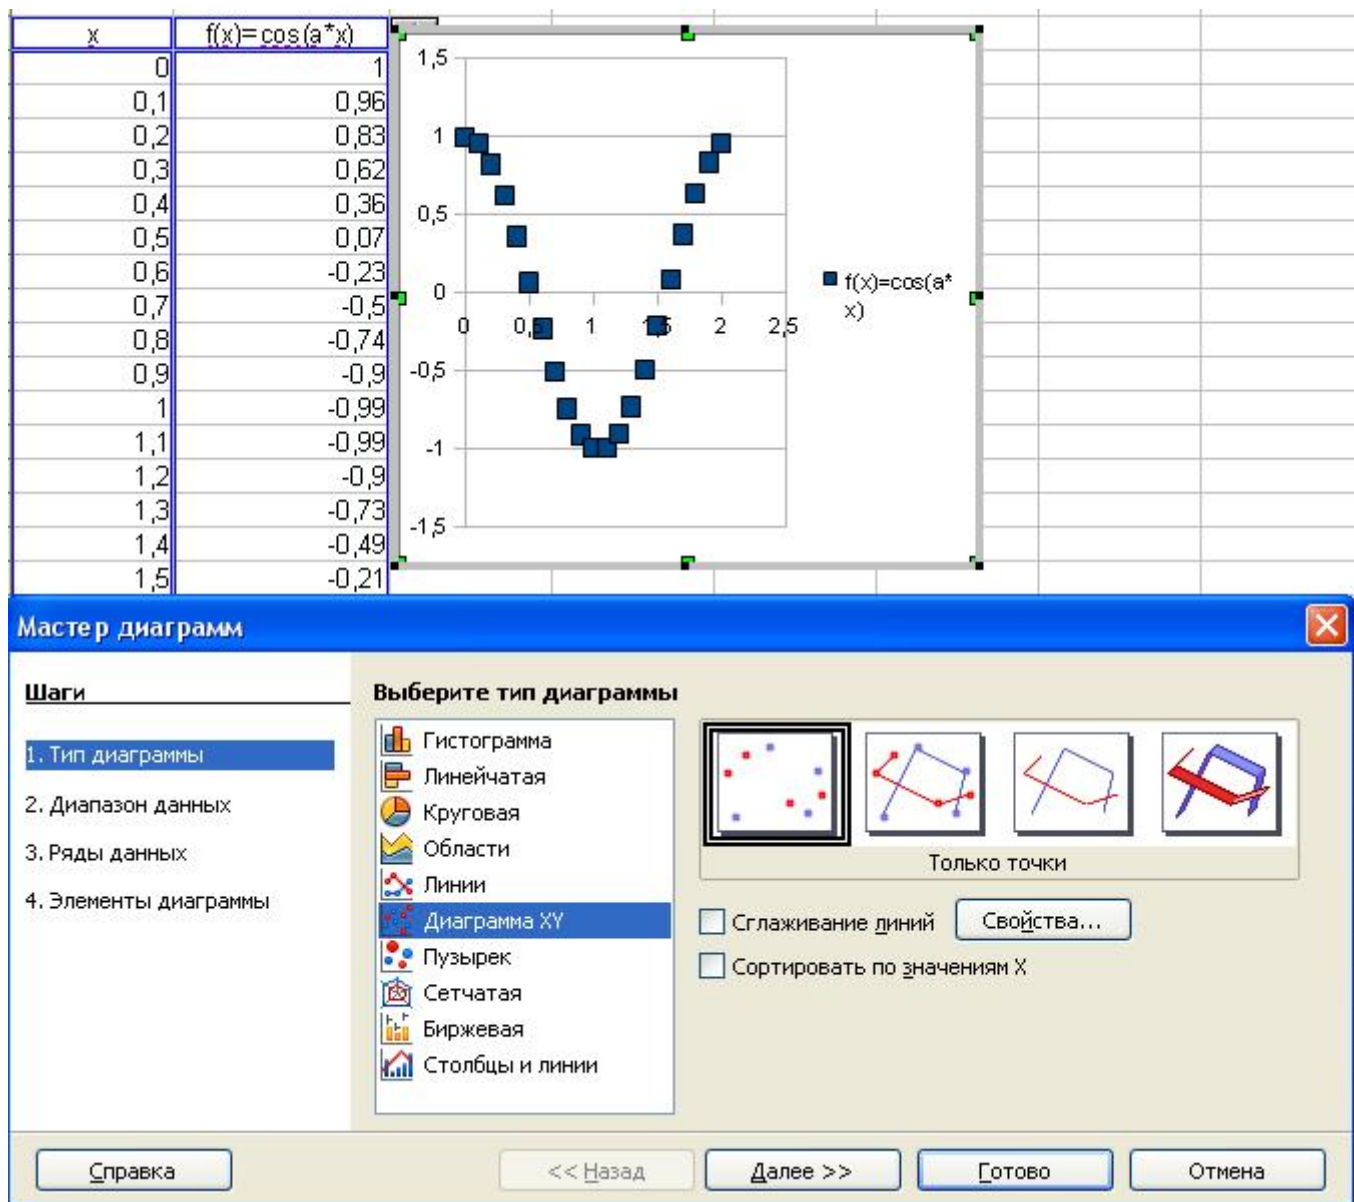 x f(x)=cos(a*x)
0 1
0,1 0,96
0,2 0,83
0,3 0,62
0,4 0,36
0,5 0,07
0,6 -0,23
0,7 -0,5
0,8 -0,74
0,9 -0,9
1 -0,99
1,1 -0,99
1,2 -0,9
1,3 -0,73
1,4 -0,49
1,5 -0,21
1,5
1
0,5
0
-0,5
-1
-1,5
0 0,5 1 1,5 2 2,5
f(x)=cos(a*
x)
Мастер диаграмм
Шаги
1. Тип диаграммы
2. Диапазон данных
3. Ряды данных
4. Элементы диаграммы
Выберите тип диаграммы
Гистограмма
Линейчатая
Круговая
Области
Линии
Диаграмма XY
Пузырек
Сетчатая
Биржевая
Столбцы и линии
Только точки
Сглаживание линий Свойства...
Сортировать по значениям X
Справка << Назад Далее >> Готово Отмена